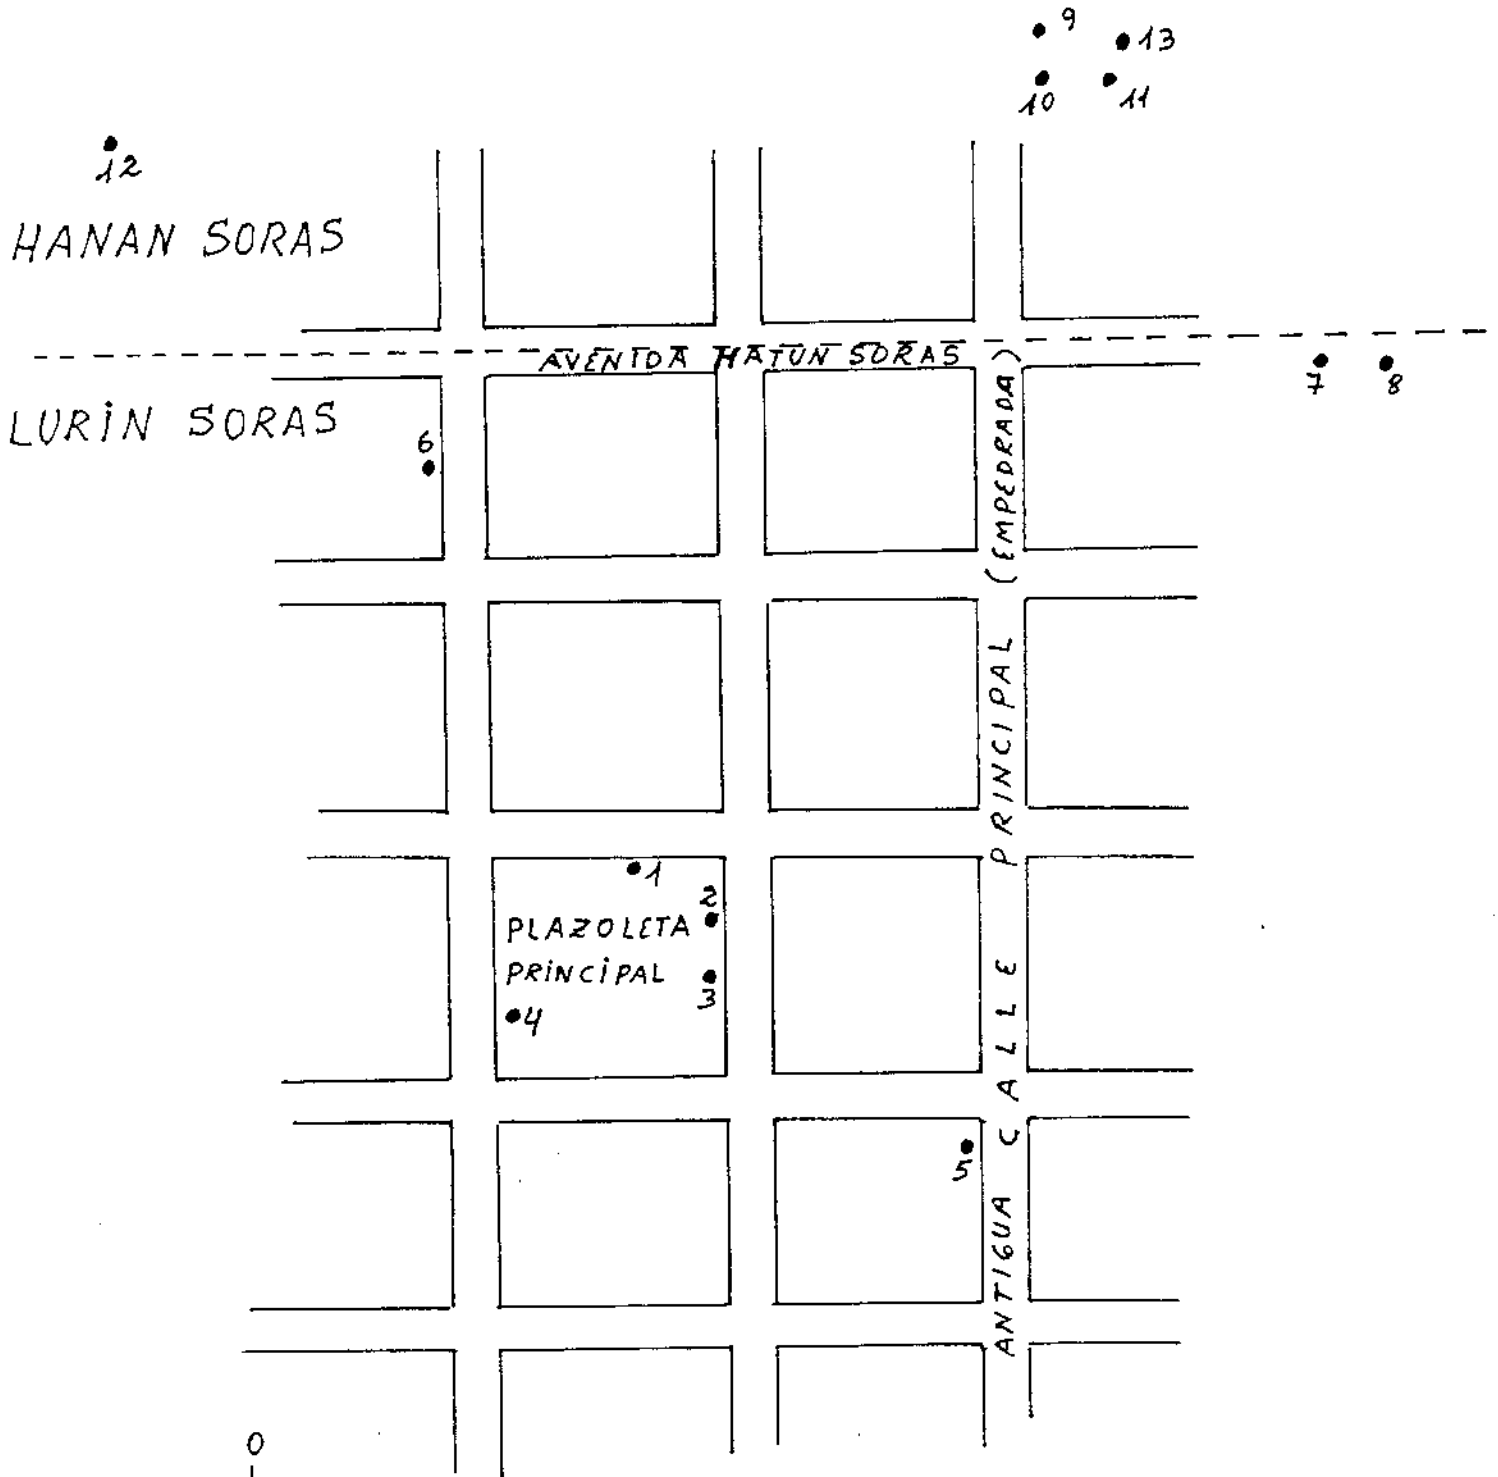 9
13
10
11
12
HANAN SORAS
AVENIDA HATUN SORAS
7
8
LURIN SORAS
6
ANTIGUA CALLE PRINCIPAL (EMPEDRADA)
1
2
PLAZOLETA
PRINCIPAL
3
4
5
O